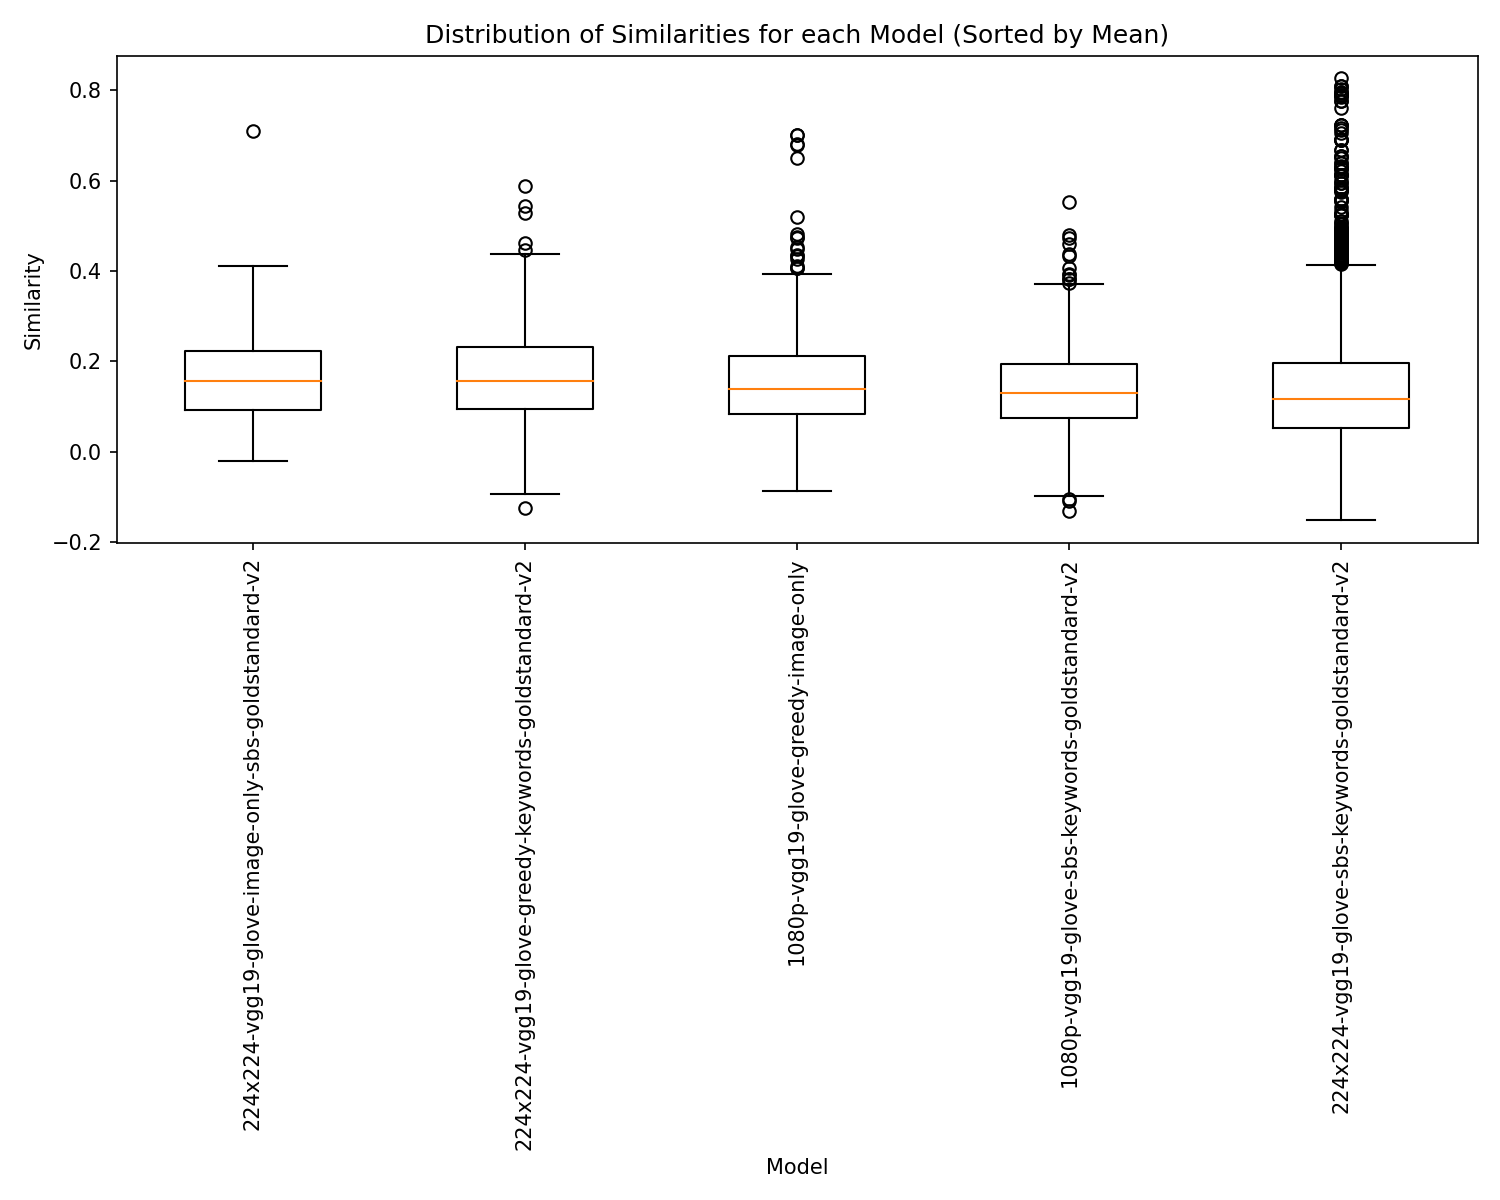 Distribution of Similarities for each Model (Sorted by Mean)
Similarity
0.8
0.6
0.4
0.2
0.0
−0.2
224x224-vgg19-glove-image-only-sbs-goldstandard-v2
224x224-vgg19-glove-greedy-keywords-goldstandard-v2
1080p-vgg19-glove-greedy-image-only
1080p-vgg19-glove-sbs-keywords-goldstandard-v2
224x224-vgg19-glove-sbs-keywords-goldstandard-v2
Model